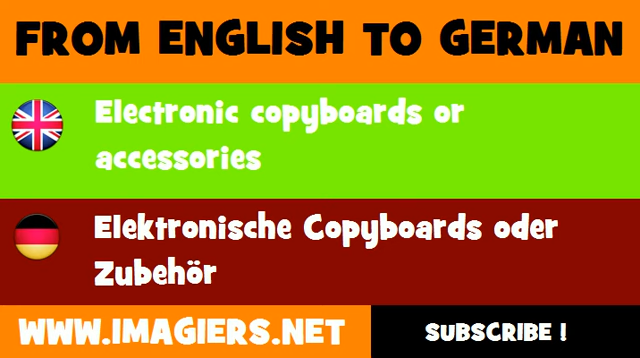 FROM ENGLISH TO GERMAN
Electronic copyboards or
accessories
Elektronische Copyboards oder
Zubehör
WWW.IMAGIERS.NET
SUBSCRIBE !